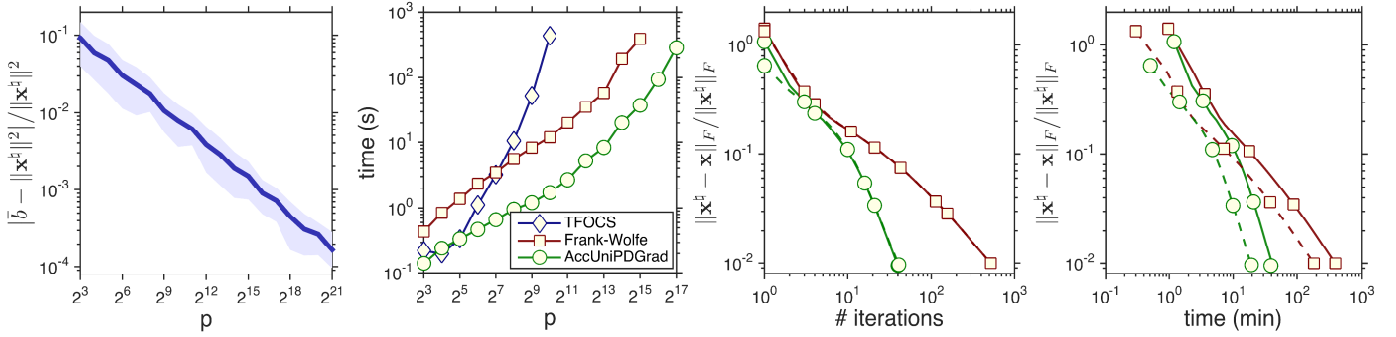 |b̄ − ‖x♮‖²|/‖x♮‖²
10⁻¹
10⁻²
10⁻³
10⁻⁴
2³ 2⁶ 2⁹ 2¹² 2¹⁵ 2¹⁸ 2²¹
p
time (s)
10³
10²
10¹
10⁰
10⁻¹
TFOCS
Frank-Wolfe
AccUniPDGrad
2³ 2⁵ 2⁷ 2⁹ 2¹¹ 2¹³ 2¹⁵ 2¹⁷
p
‖x♮ − x‖F/‖x♮‖F
10⁰
10⁻¹
10⁻²
10⁰ 10¹ 10² 10³
# iterations
‖x♮ − x‖F/‖x♮‖F
10⁰
10⁻¹
10⁻²
10⁻¹ 10⁰ 10¹ 10² 10³
time (min)